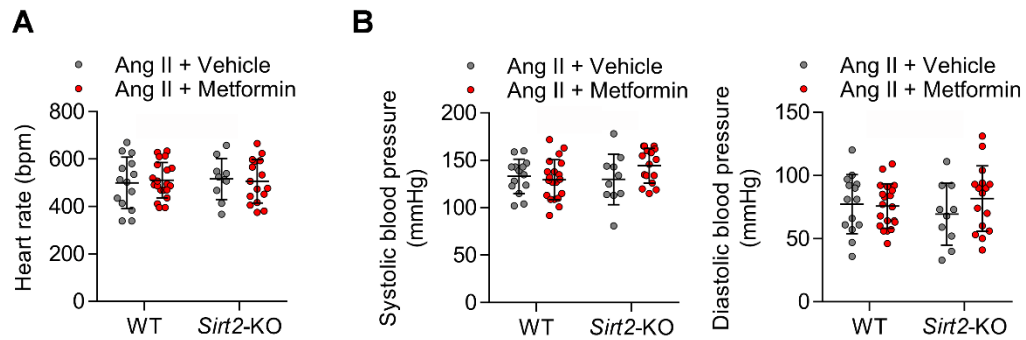 A
Ang II + Vehicle
Ang II + Metformin
Heart rate (bpm)
800
600
400
200
0
WT
Sirt2-KO
B
Ang II + Vehicle
Ang II + Metformin
Systolic blood pressure
(mmHg)
200
150
100
50
0
WT
Sirt2-KO
Ang II + Vehicle
Ang II + Metformin
Diastolic blood pressure
(mmHg)
150
100
50
0
WT
Sirt2-KO